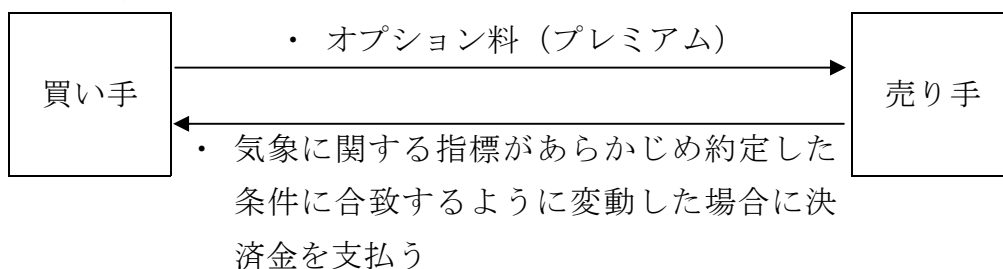 ・ オプション料（プレミアム）
買い手
売り手
・ 気象に関する指標があらかじめ約定した
条件に合致するように変動した場合に決
済金を支払う